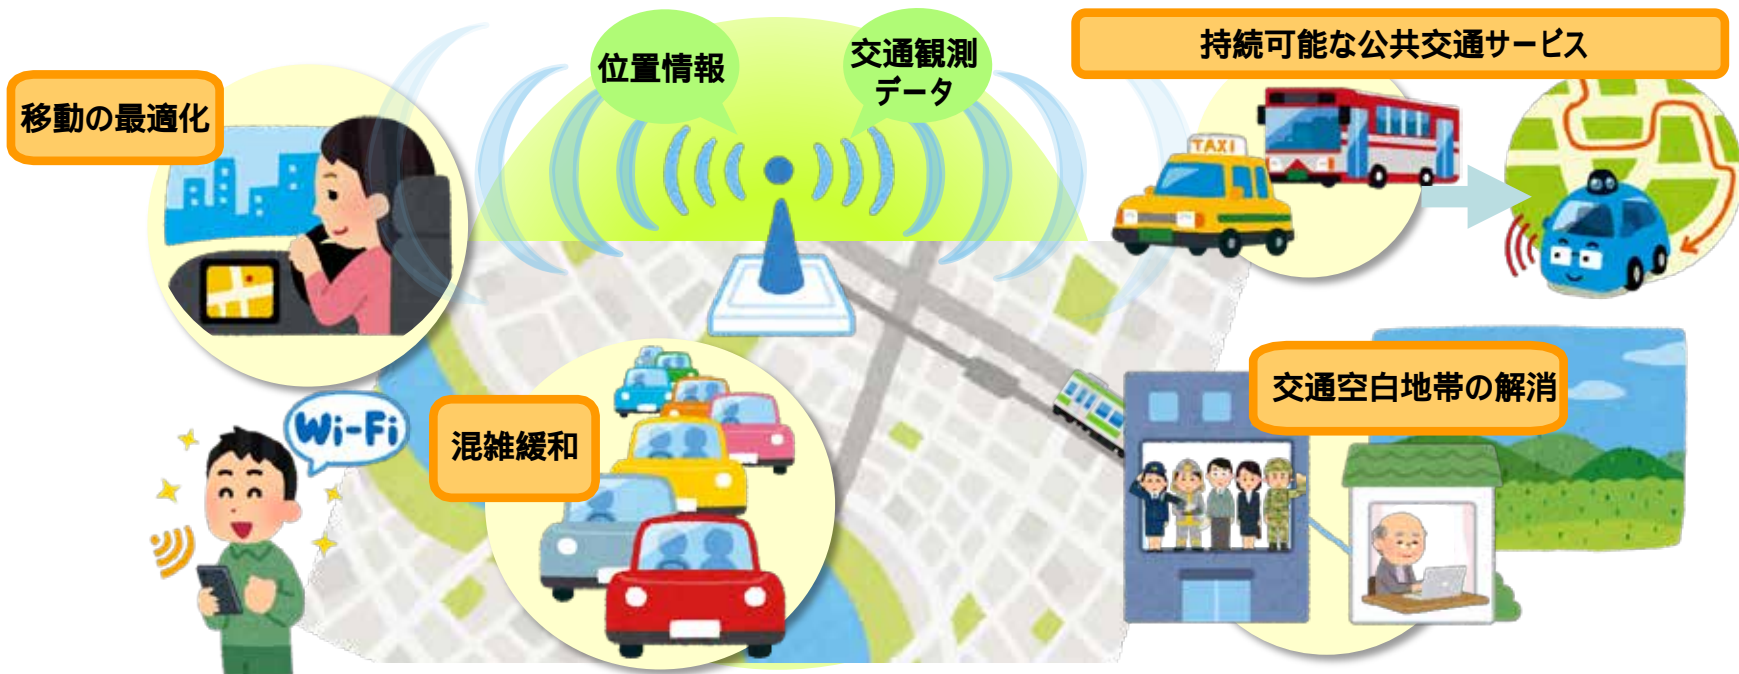 位置情報
交通観測
データ
持続可能な公共交通サービス
移動の最適化
TAXI
交通空白地帯の解消
Wi-Fi
混雑緩和